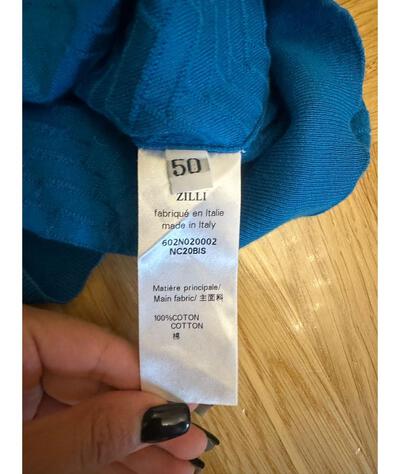 50
ZILLI
fabriqué en Italie
made in Italy
602N020002
NC20BIS
Matière principale/
Main fabric/ 主面料
100%COTON
COTTON
棉